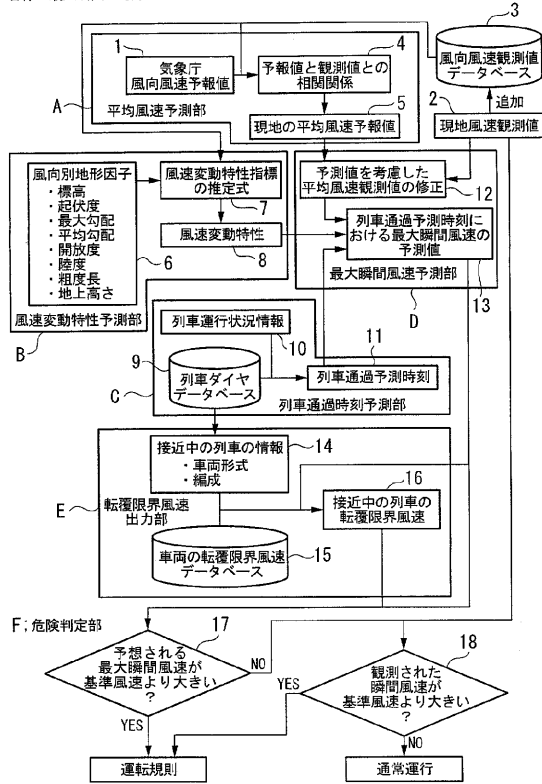 1
気象庁
風向風速予報値
A
平均風速予測部
4
予報値と観測値との
相関関係
5
現地の平均風速予報値
3
風向風速観測値
データベース
2
追加
現地風速観測値
風向別地形因子
・標高
・起伏度
・最大勾配
・平均勾配
・開放度
・陸度
・粗度長
・地上高さ
6
風速変動特性予測部
B
風速変動特性指標
の推定式
7
風速変動特性
8
予測値を考慮した
平均風速観測値の修正
12
列車通過予測時刻に
おける最大瞬間風速の
予測値
13
最大瞬間風速予測部
D
列車運行状況情報
10
9
列車ダイヤ
データベース
C
11
列車通過予測時刻
列車通過時刻予測部
接近中の列車の情報
・車両形式
・編成
14
E
転覆限界風速
出力部
16
接近中の列車の
転覆限界風速
車両の転覆限界風速
データベース
15
F;危険判定部
17
予想される
最大瞬間風速が
基準風速より大きい
?
NO
YES
18
観測された
瞬間風速が
基準風速より大きい
?
YES
NO
運転規則
通常運行